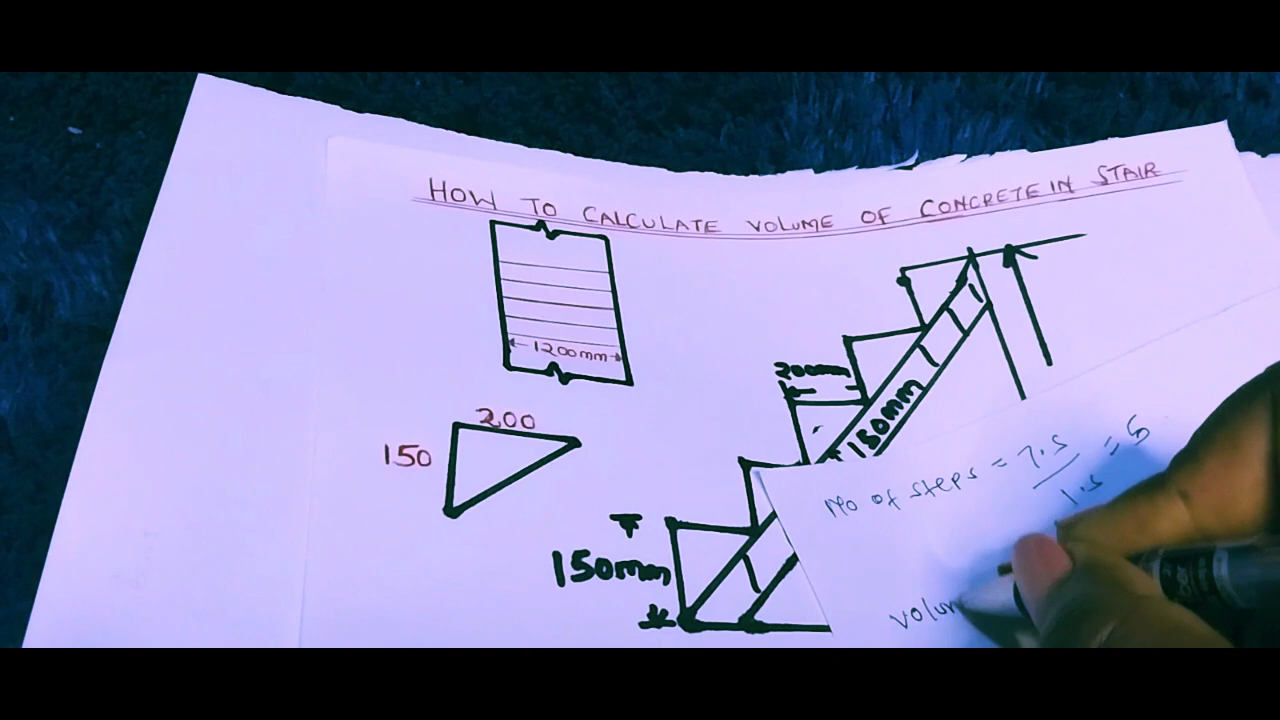 HOW TO CALCULATE VOLUME OF CONCRETE IN STAIR
1200mm
200mm
150mm
200
150
150mm
No of steps = 7.5 / 1.5 = 5
volum